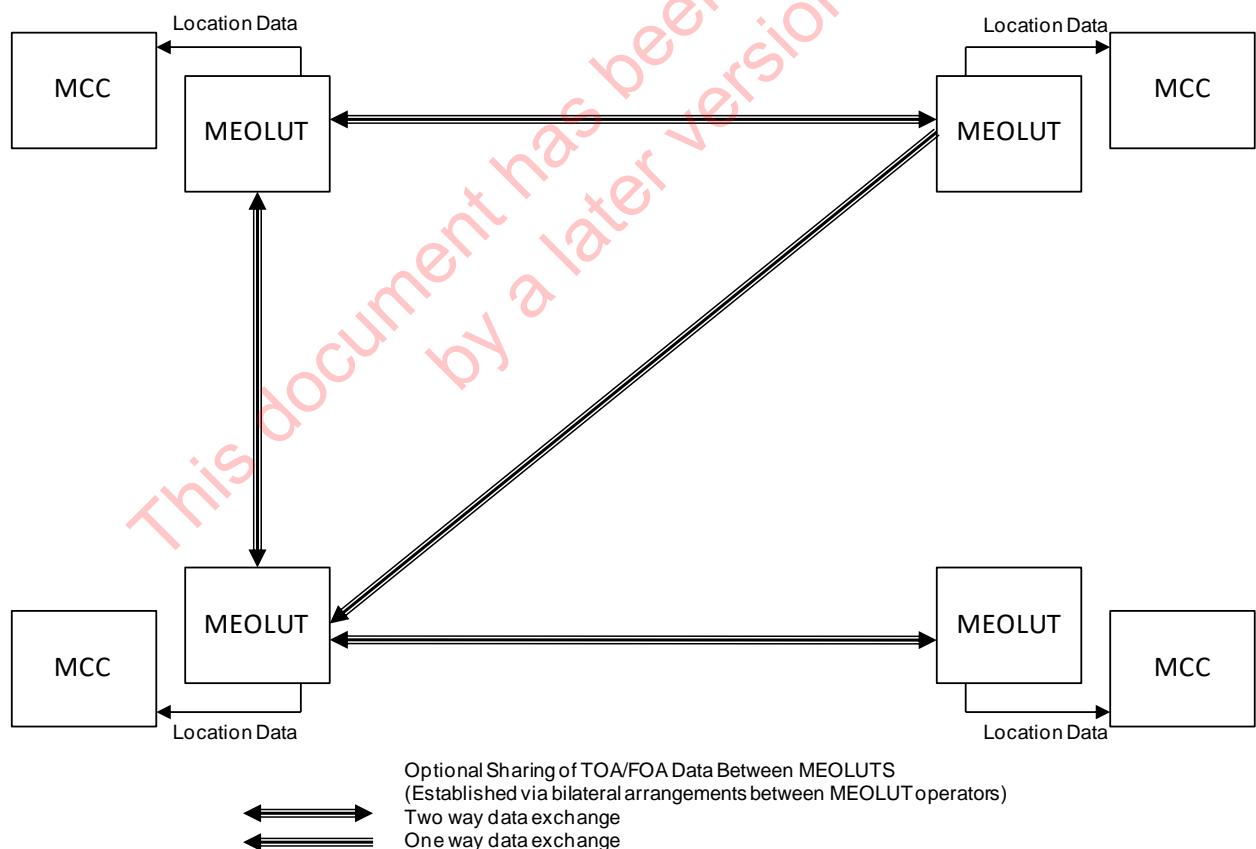 Location Data
Location Data
MCC
MCC
MEOLUT
MEOLUT
This document has been
by a later version
MEOLUT
MEOLUT
MCC
MCC
Location Data
Location Data
Optional Sharing of TOA/FOA Data Between MEOLUTS
(Established via bilateral arrangements between MEOLUT operators)
Two way data exchange
One way data exchange